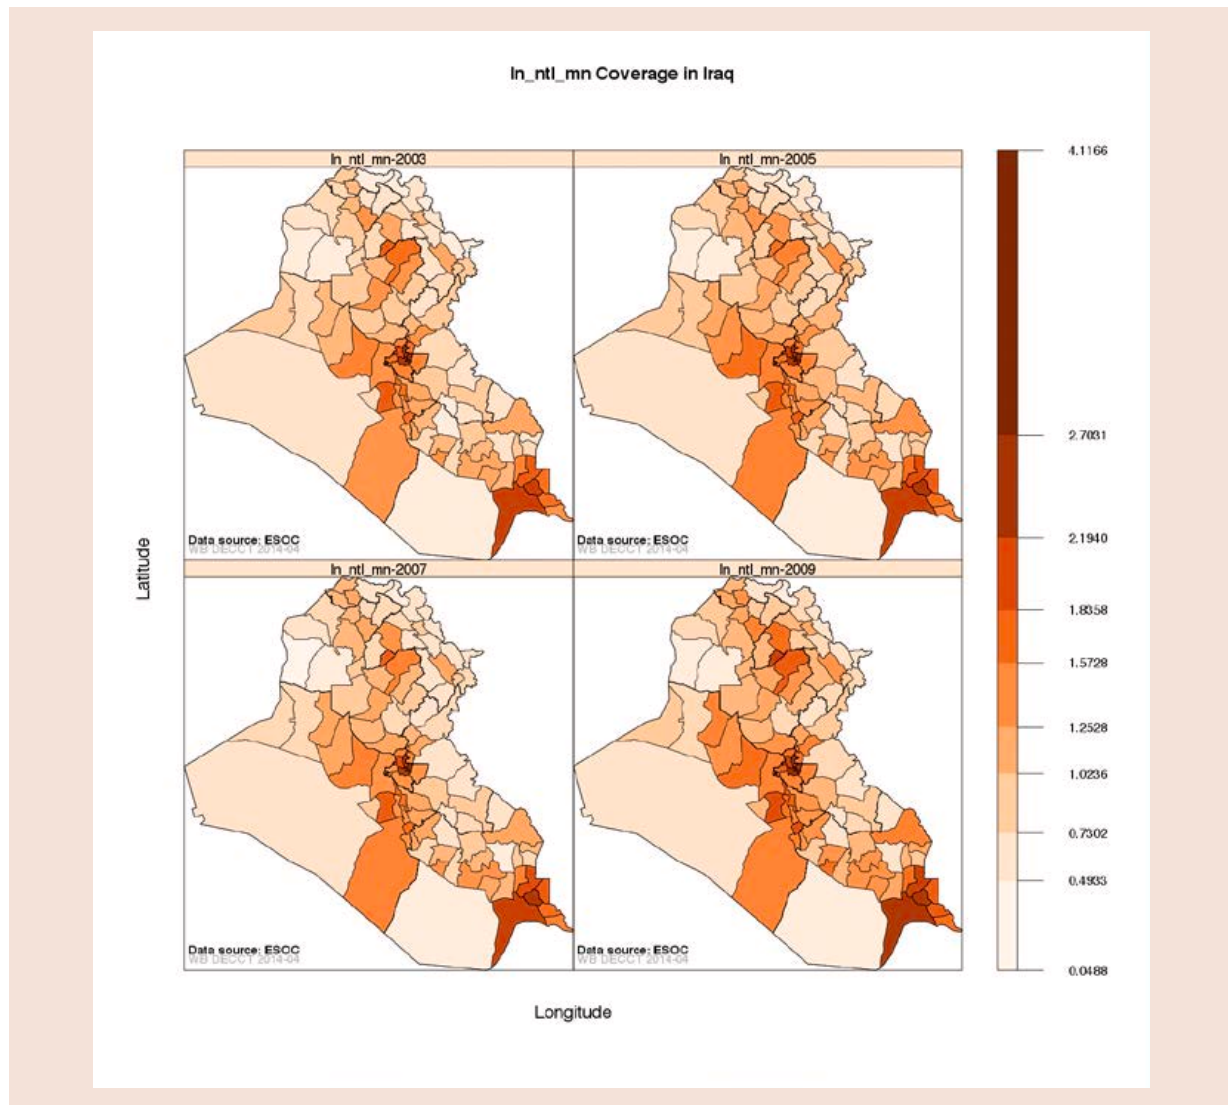 ln_ntl_mn Coverage in Iraq
ln_ntl_mn-2003
ln_ntl_mn-2005
4.1166
2.7031
2.1940
Data source: ESOC
WB DECCT 2014-04
Data source: ESOC
WB DECCT 2014-04
Latitude
ln_ntl_mn-2007
ln_ntl_mn-2009
1.8358
1.5728
1.2528
1.0236
0.7302
0.4933
Data source: ESOC
WB DECCT 2014-04
Data source: ESOC
WB DECCT 2014-04
0.0488
Longitude